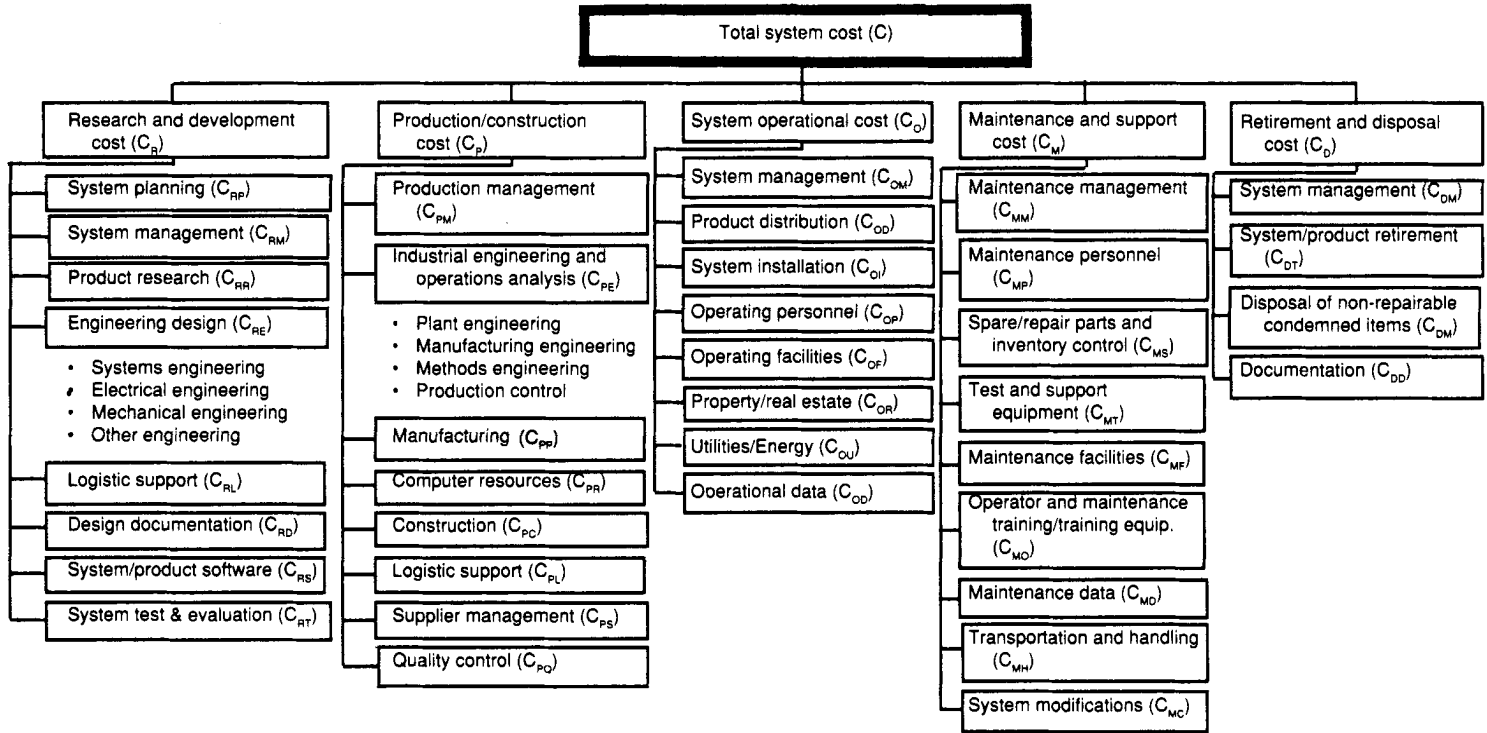 Total system cost (C)
Research and development
cost (C_R)
System planning (C_RP)
System management (C_RM)
Product research (C_RR)
Engineering design (C_RE)
• Systems engineering
• Electrical engineering
• Mechanical engineering
• Other engineering
Logistic support (C_RL)
Design documentation (C_RD)
System/product software (C_RS)
System test & evaluation (C_RT)
Production/construction
cost (C_P)
Production management
(C_PM)
Industrial engineering and
operations analysis (C_PE)
• Plant engineering
• Manufacturing engineering
• Methods engineering
• Production control
Manufacturing (C_PP)
Computer resources (C_PR)
Construction (C_PC)
Logistic support (C_PL)
Supplier management (C_PS)
Quality control (C_PQ)
System operational cost (C_O)
System management (C_OM)
Product distribution (C_OD)
System installation (C_OI)
Operating personnel (C_OP)
Operating facilities (C_OF)
Property/real estate (C_OR)
Utilities/Energy (C_OU)
Operational data (C_OD)
Maintenance and support
cost (C_M)
Maintenance management
(C_MM)
Maintenance personnel
(C_MP)
Spare/repair parts and
inventory control (C_MS)
Test and support
equipment (C_MT)
Maintenance facilities (C_MF)
Operator and maintenance
training/training equip.
(C_MO)
Maintenance data (C_MD)
Transportation and handling
(C_MH)
System modifications (C_MC)
Retirement and disposal
cost (C_D)
System management (C_DM)
System/product retirement
(C_DT)
Disposal of non-repairable
condemned items (C_DM)
Documentation (C_DD)